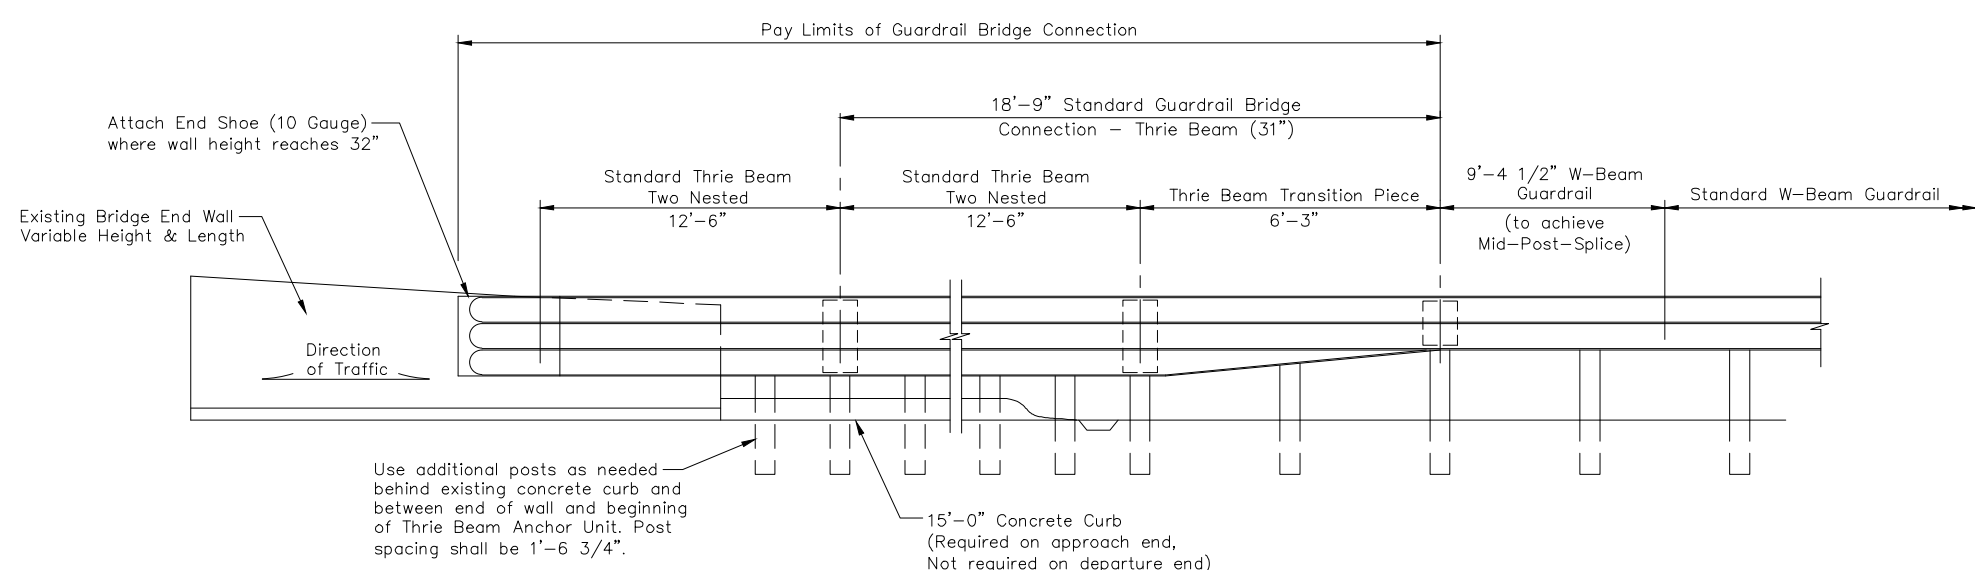 Pay Limits of Guardrail Bridge Connection
18'-9" Standard Guardrail Bridge
Connection - Thrie Beam (31")
Attach End Shoe (10 Gauge)
where wall height reaches 32"
Standard Thrie Beam
Two Nested
12'-6"
Standard Thrie Beam
Two Nested
12'-6"
Thrie Beam Transition Piece
6'-3"
9'-4 1/2" W-Beam
Guardrail
(to achieve
Mid-Post-Splice)
Standard W-Beam Guardrail
Existing Bridge End Wall
Variable Height & Length
Direction
of Traffic
Use additional posts as needed
behind existing concrete curb and
between end of wall and beginning
of Thrie Beam Anchor Unit. Post
spacing shall be 1'-6 3/4".
15'-0" Concrete Curb
(Required on approach end,
Not required on departure end)